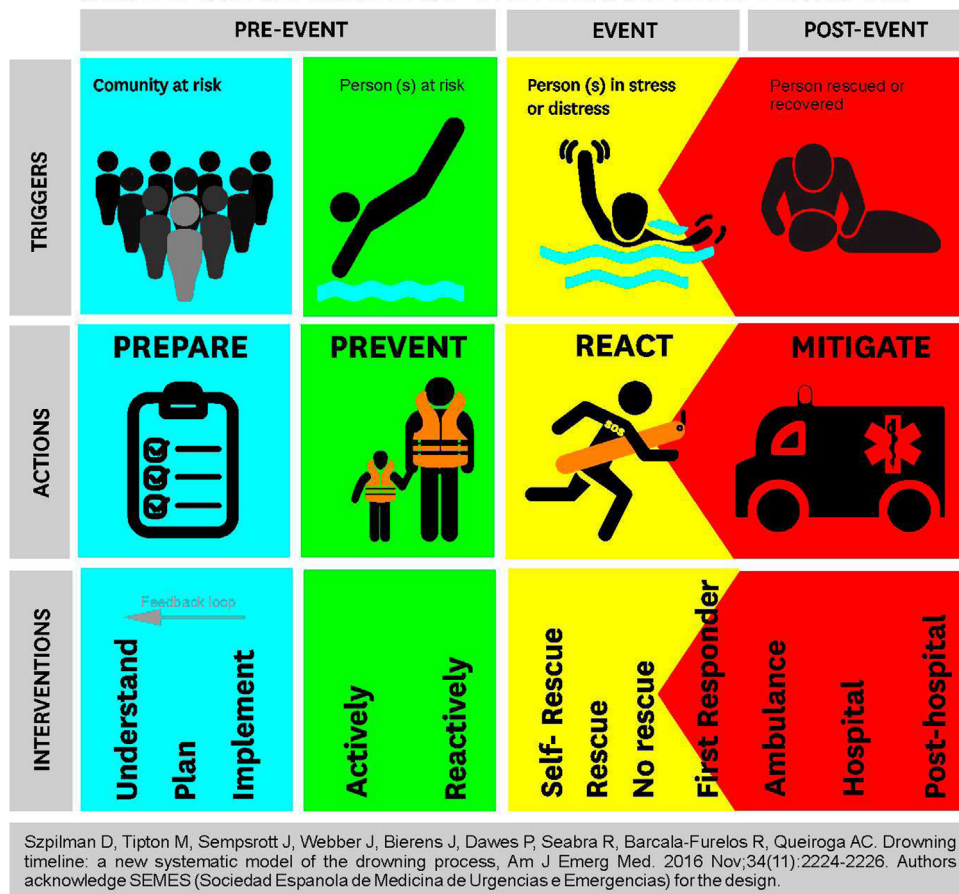 PRE-EVENT
EVENT
POST-EVENT
TRIGGERS
Comunity at risk
Person (s) at risk
Person (s) in stress
or distress
Person rescued or
recovered
ACTIONS
PREPARE
PREVENT
REACT
MITIGATE
SOS
INTERVENTIONS
Feedback loop
Understand
Plan
Implement
Actively
Reactively
Self- Rescue
Rescue
No rescue
First Responder
Ambulance
Hospital
Post-hospital
Szpilman D, Tipton M, Sempsrott J, Webber J, Bierens J, Dawes P, Seabra R, Barcala-Furelos R, Queiroga AC. Drowning
timeline: a new systematic model of the drowning process, Am J Emerg Med. 2016 Nov;34(11):2224-2226. Authors
acknowledge SEMES (Sociedad Espanola de Medicina de Urgencias e Emergencias) for the design.